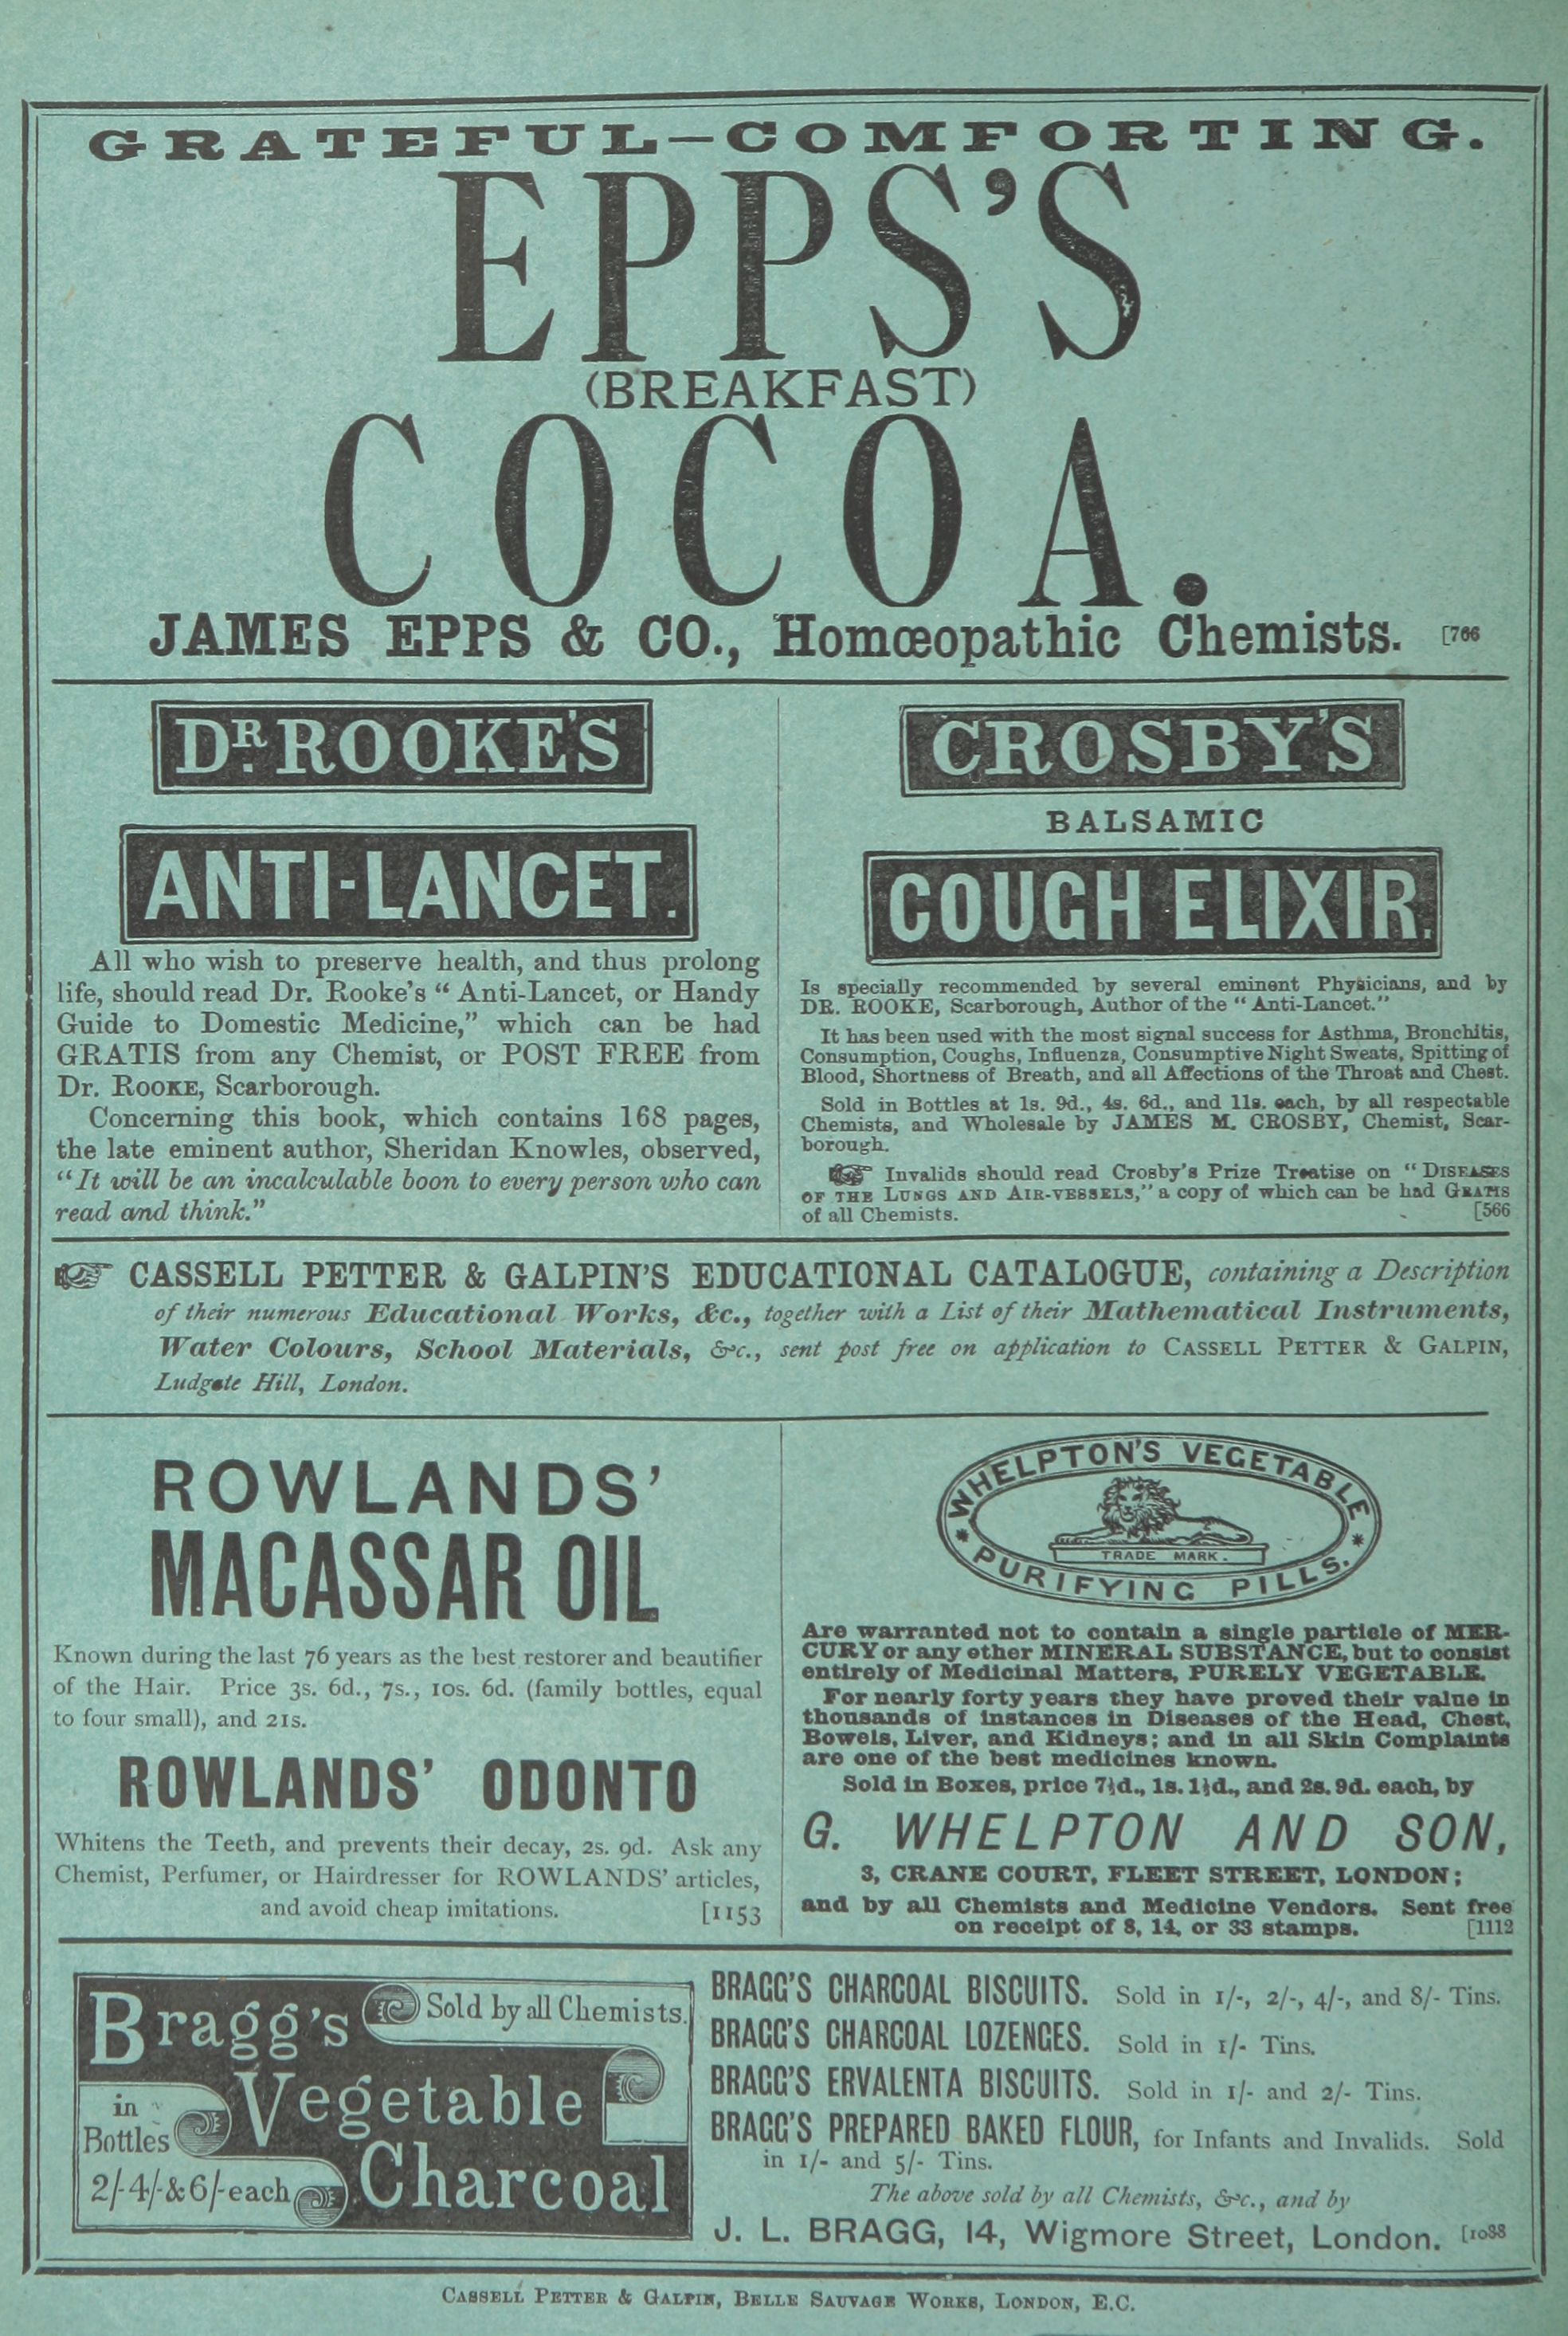 GRATEFUL—COMFORTING.
EPPS'S
(BREAKFAST)
COCOA.
JAMES EPPS & CO., Homœopathic Chemists. [766
DR. ROOKE'S
ANTI-LANCET.
All who wish to preserve health, and thus prolong
life, should read Dr. Rooke's "Anti-Lancet, or Handy
Guide to Domestic Medicine," which can be had
GRATIS from any Chemist, or POST FREE from
Dr. ROOKE, Scarborough.
Concerning this book, which contains 168 pages,
the late eminent author, Sheridan Knowles, observed,
"It will be an incalculable boon to every person who can
read and think."
CROSBY'S
BALSAMIC
COUGH ELIXIR.
Is specially recommended by several eminent Physicians, and by
DR. ROOKE, Scarborough, Author of the "Anti-Lancet."
It has been used with the most signal success for Asthma, Bronchitis,
Consumption, Coughs, Influenza, Consumptive Night Sweats, Spitting of
Blood, Shortness of Breath, and all Affections of the Throat and Chest.
Sold in Bottles at 1s. 9d., 4s. 6d., and 11s. each, by all respectable
Chemists, and Wholesale by JAMES M. CROSBY, Chemist, Scar-
borough.
☞ Invalids should read Crosby's Prize Treatise on "DISEASES
OF THE LUNGS AND AIR-VESSELS," a copy of which can be had GRATIS
of all Chemists. [566
☞ CASSELL PETTER & GALPIN'S EDUCATIONAL CATALOGUE, containing a Description
of their numerous Educational Works, &c., together with a List of their Mathematical Instruments,
Water Colours, School Materials, &c., sent post free on application to CASSELL PETTER & GALPIN,
Ludgate Hill, London.
ROWLANDS'
MACASSAR OIL
Known during the last 76 years as the best restorer and beautifier
of the Hair. Price 3s. 6d., 7s., 10s. 6d. (family bottles, equal
to four small), and 21s.
ROWLANDS' ODONTO
Whitens the Teeth, and prevents their decay, 2s. 9d. Ask any
Chemist, Perfumer, or Hairdresser for ROWLANDS' articles,
and avoid cheap imitations. [1153
WHELPTON'S VEGETABLE
TRADE MARK.
PURIFYING PILLS.
Are warranted not to contain a single particle of MER-
CURY or any other MINERAL SUBSTANCE, but to consist
entirely of Medicinal Matters, PURELY VEGETABLE.
For nearly forty years they have proved their value in
thousands of instances in Diseases of the Head, Chest,
Bowels, Liver, and Kidneys; and in all Skin Complaints
are one of the best medicines known.
Sold in Boxes, price 7½d., 1s. 1½d., and 2s. 9d. each, by
G. WHELPTON AND SON,
3, CRANE COURT, FLEET STREET, LONDON;
and by all Chemists and Medicine Vendors. Sent free
on receipt of 8, 14, or 33 stamps. [1112
Bragg's
Sold by all Chemists.
Vegetable
in
Bottles
Charcoal
2/- 4/- & 6/- each
BRAGG'S CHARCOAL BISCUITS. Sold in 1/-, 2/-, 4/-, and 8/- Tins.
BRAGG'S CHARCOAL LOZENGES. Sold in 1/- Tins.
BRAGG'S ERVALENTA BISCUITS. Sold in 1/- and 2/- Tins.
BRAGG'S PREPARED BAKED FLOUR, for Infants and Invalids. Sold
in 1/- and 5/- Tins.
The above sold by all Chemists, &c., and by
J. L. BRAGG, 14, Wigmore Street, London. [1088
CASSELL PETTER & GALPIN, BELLE SAUVAGE WORKS, LONDON, E.C.